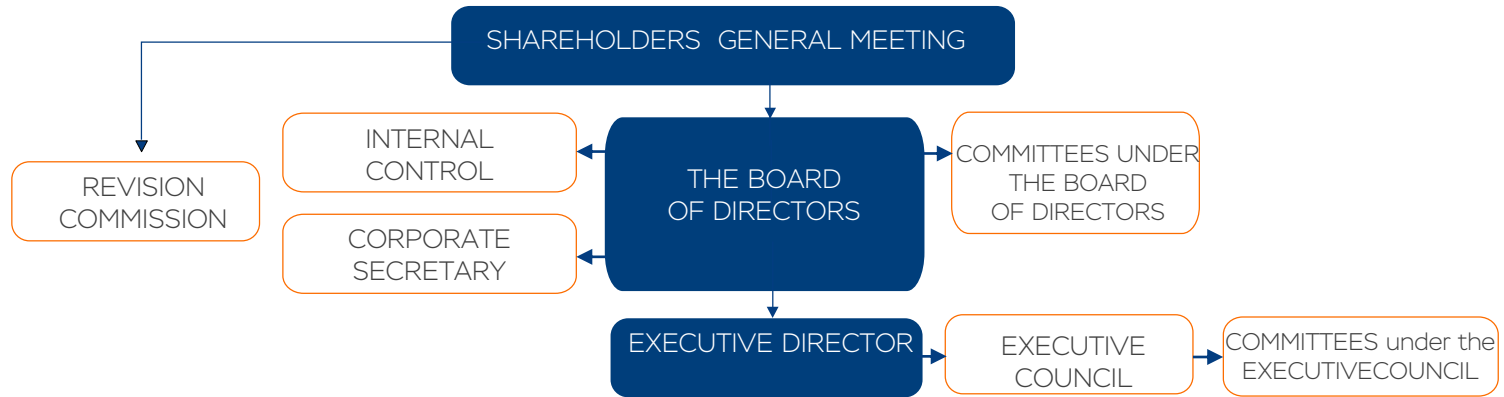 SHAREHOLDERS GENERAL MEETING
INTERNAL
CONTROL
THE BOARD
OF DIRECTORS
COMMITTEES UNDER
THE BOARD
OF DIRECTORS
REVISION
COMMISSION
CORPORATE
SECRETARY
EXECUTIVE DIRECTOR
EXECUTIVE
COUNCIL
COMMITTEES under the
EXECUTIVECOUNCIL